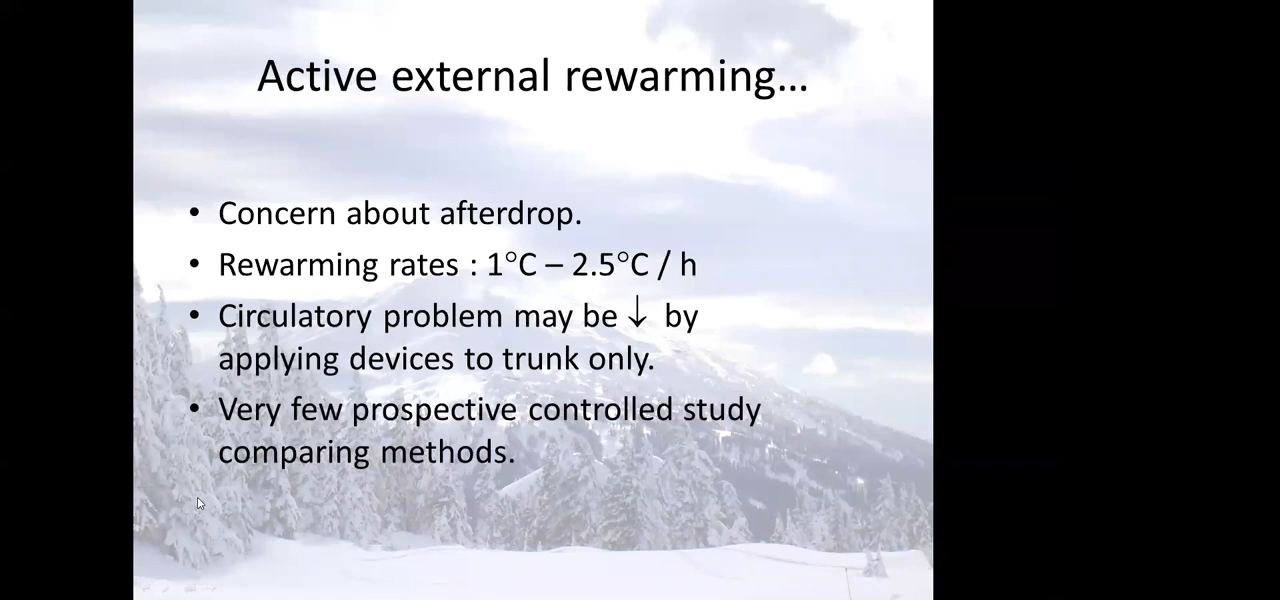 Active external rewarming...
• Concern about afterdrop.
• Rewarming rates : 1°C – 2.5°C / h
• Circulatory problem may be ↓ by
applying devices to trunk only.
• Very few prospective controlled study
comparing methods.